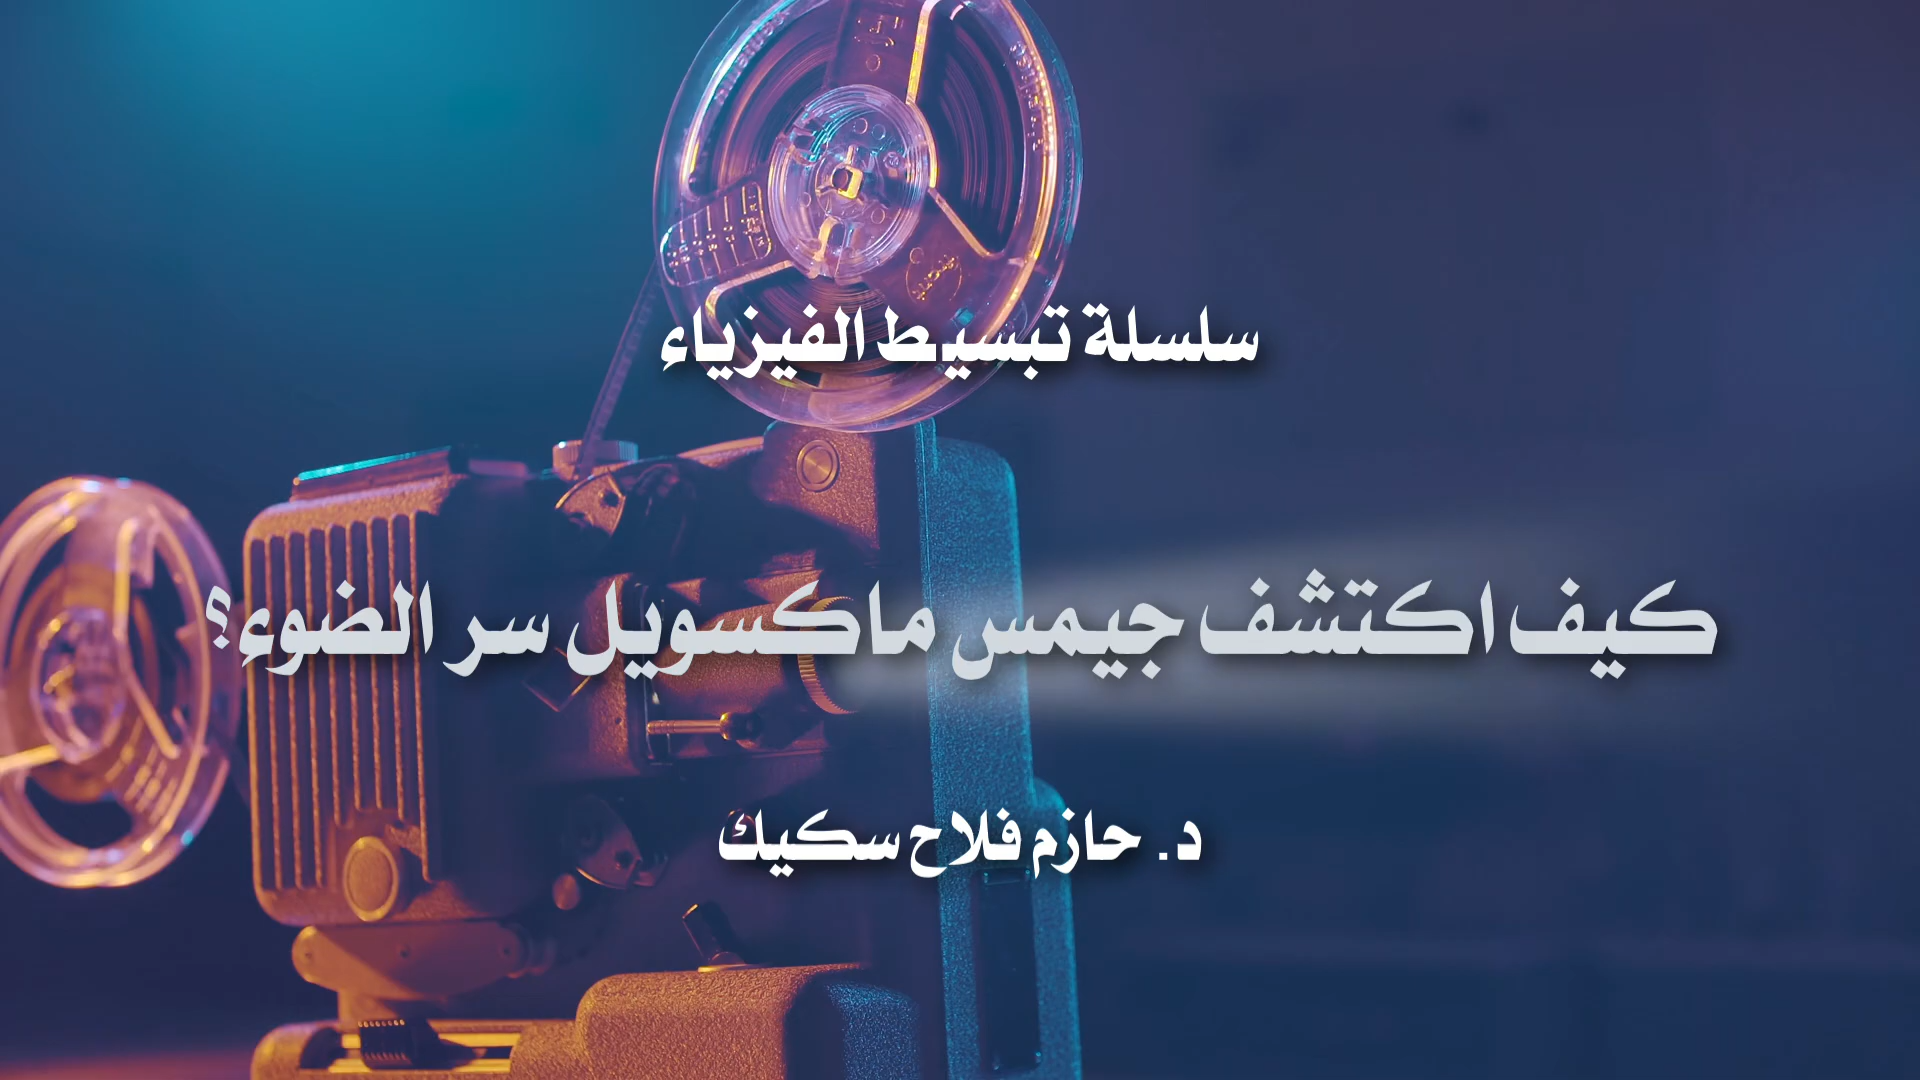 سلسلة تبسيط الفيزياء
كيف اكتشف جيمس ماكسويل سر الضوء؟
د. حازم فلاح سكيك